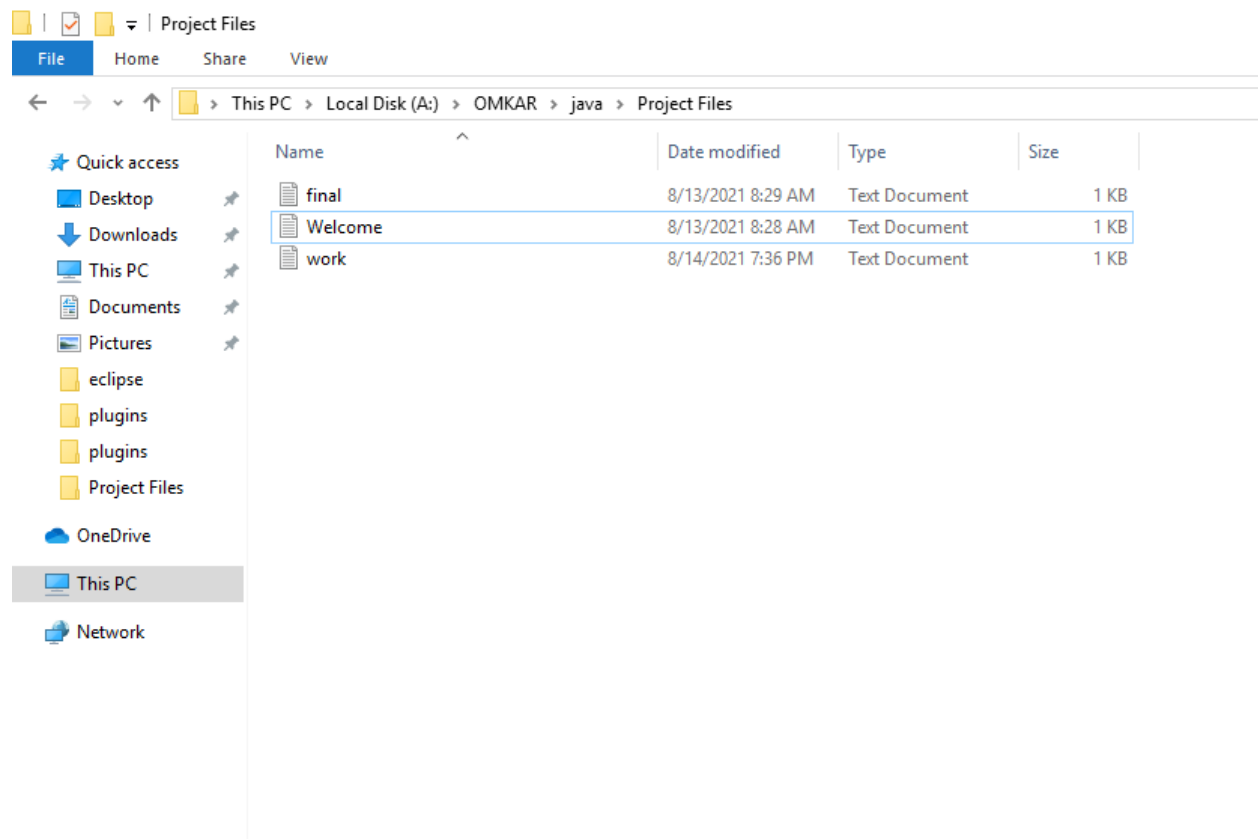 Project Files
File Home Share View
This PC > Local Disk (A:) > OMKAR > java > Project Files
Name Date modified Type Size
Quick access
Desktop
Downloads
This PC
Documents
Pictures
eclipse
plugins
plugins
Project Files
OneDrive
This PC
Network
final 8/13/2021 8:29 AM Text Document 1 KB
Welcome 8/13/2021 8:28 AM Text Document 1 KB
work 8/14/2021 7:36 PM Text Document 1 KB